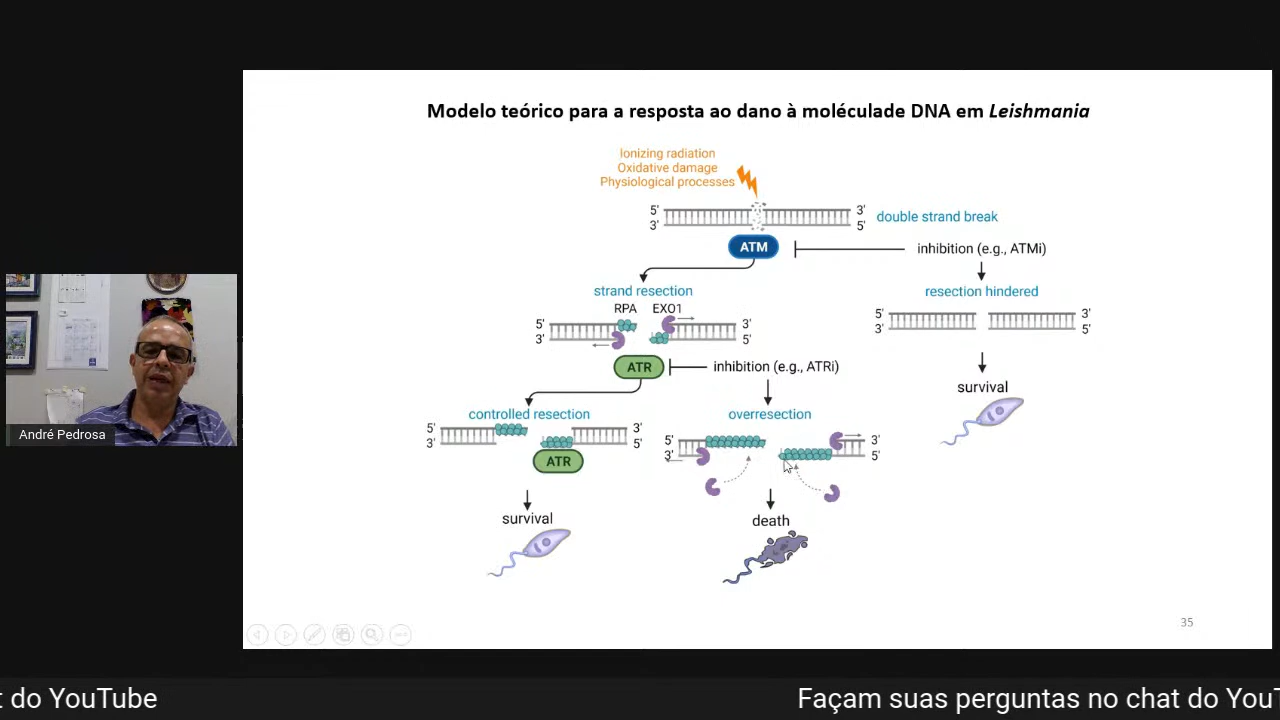 Modelo teórico para a resposta ao dano à moléculade DNA em Leishmania
Ionizing radiation
Oxidative damage
Physiological processes
5' 3'
3' 5'
double strand break
ATM
inhibition (e.g., ATMi)
strand resection
resection hindered
RPA EXO1
5' 3'
3' 5'
5' 3'
3' 5'
ATR
inhibition (e.g., ATRi)
survival
controlled resection
overresection
5' 3'
3' 5'
5' 3'
3' 5'
ATR
survival
death
35
André Pedrosa
t do YouTube
Façam suas perguntas no chat do YouT